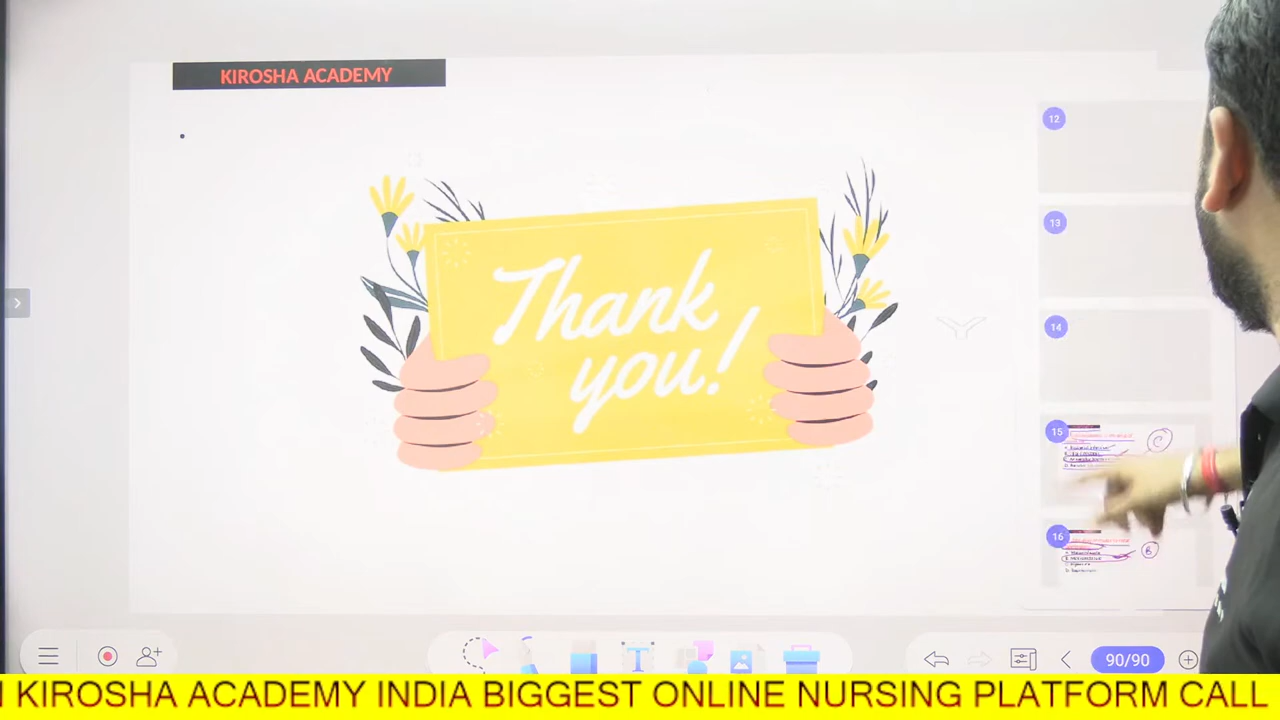 KIROSHA ACADEMY
Thank
you!
12
13
14
15
C
16
B
T
90/90
KIROSHA ACADEMY INDIA BIGGEST ONLINE NURSING PLATFORM CALL